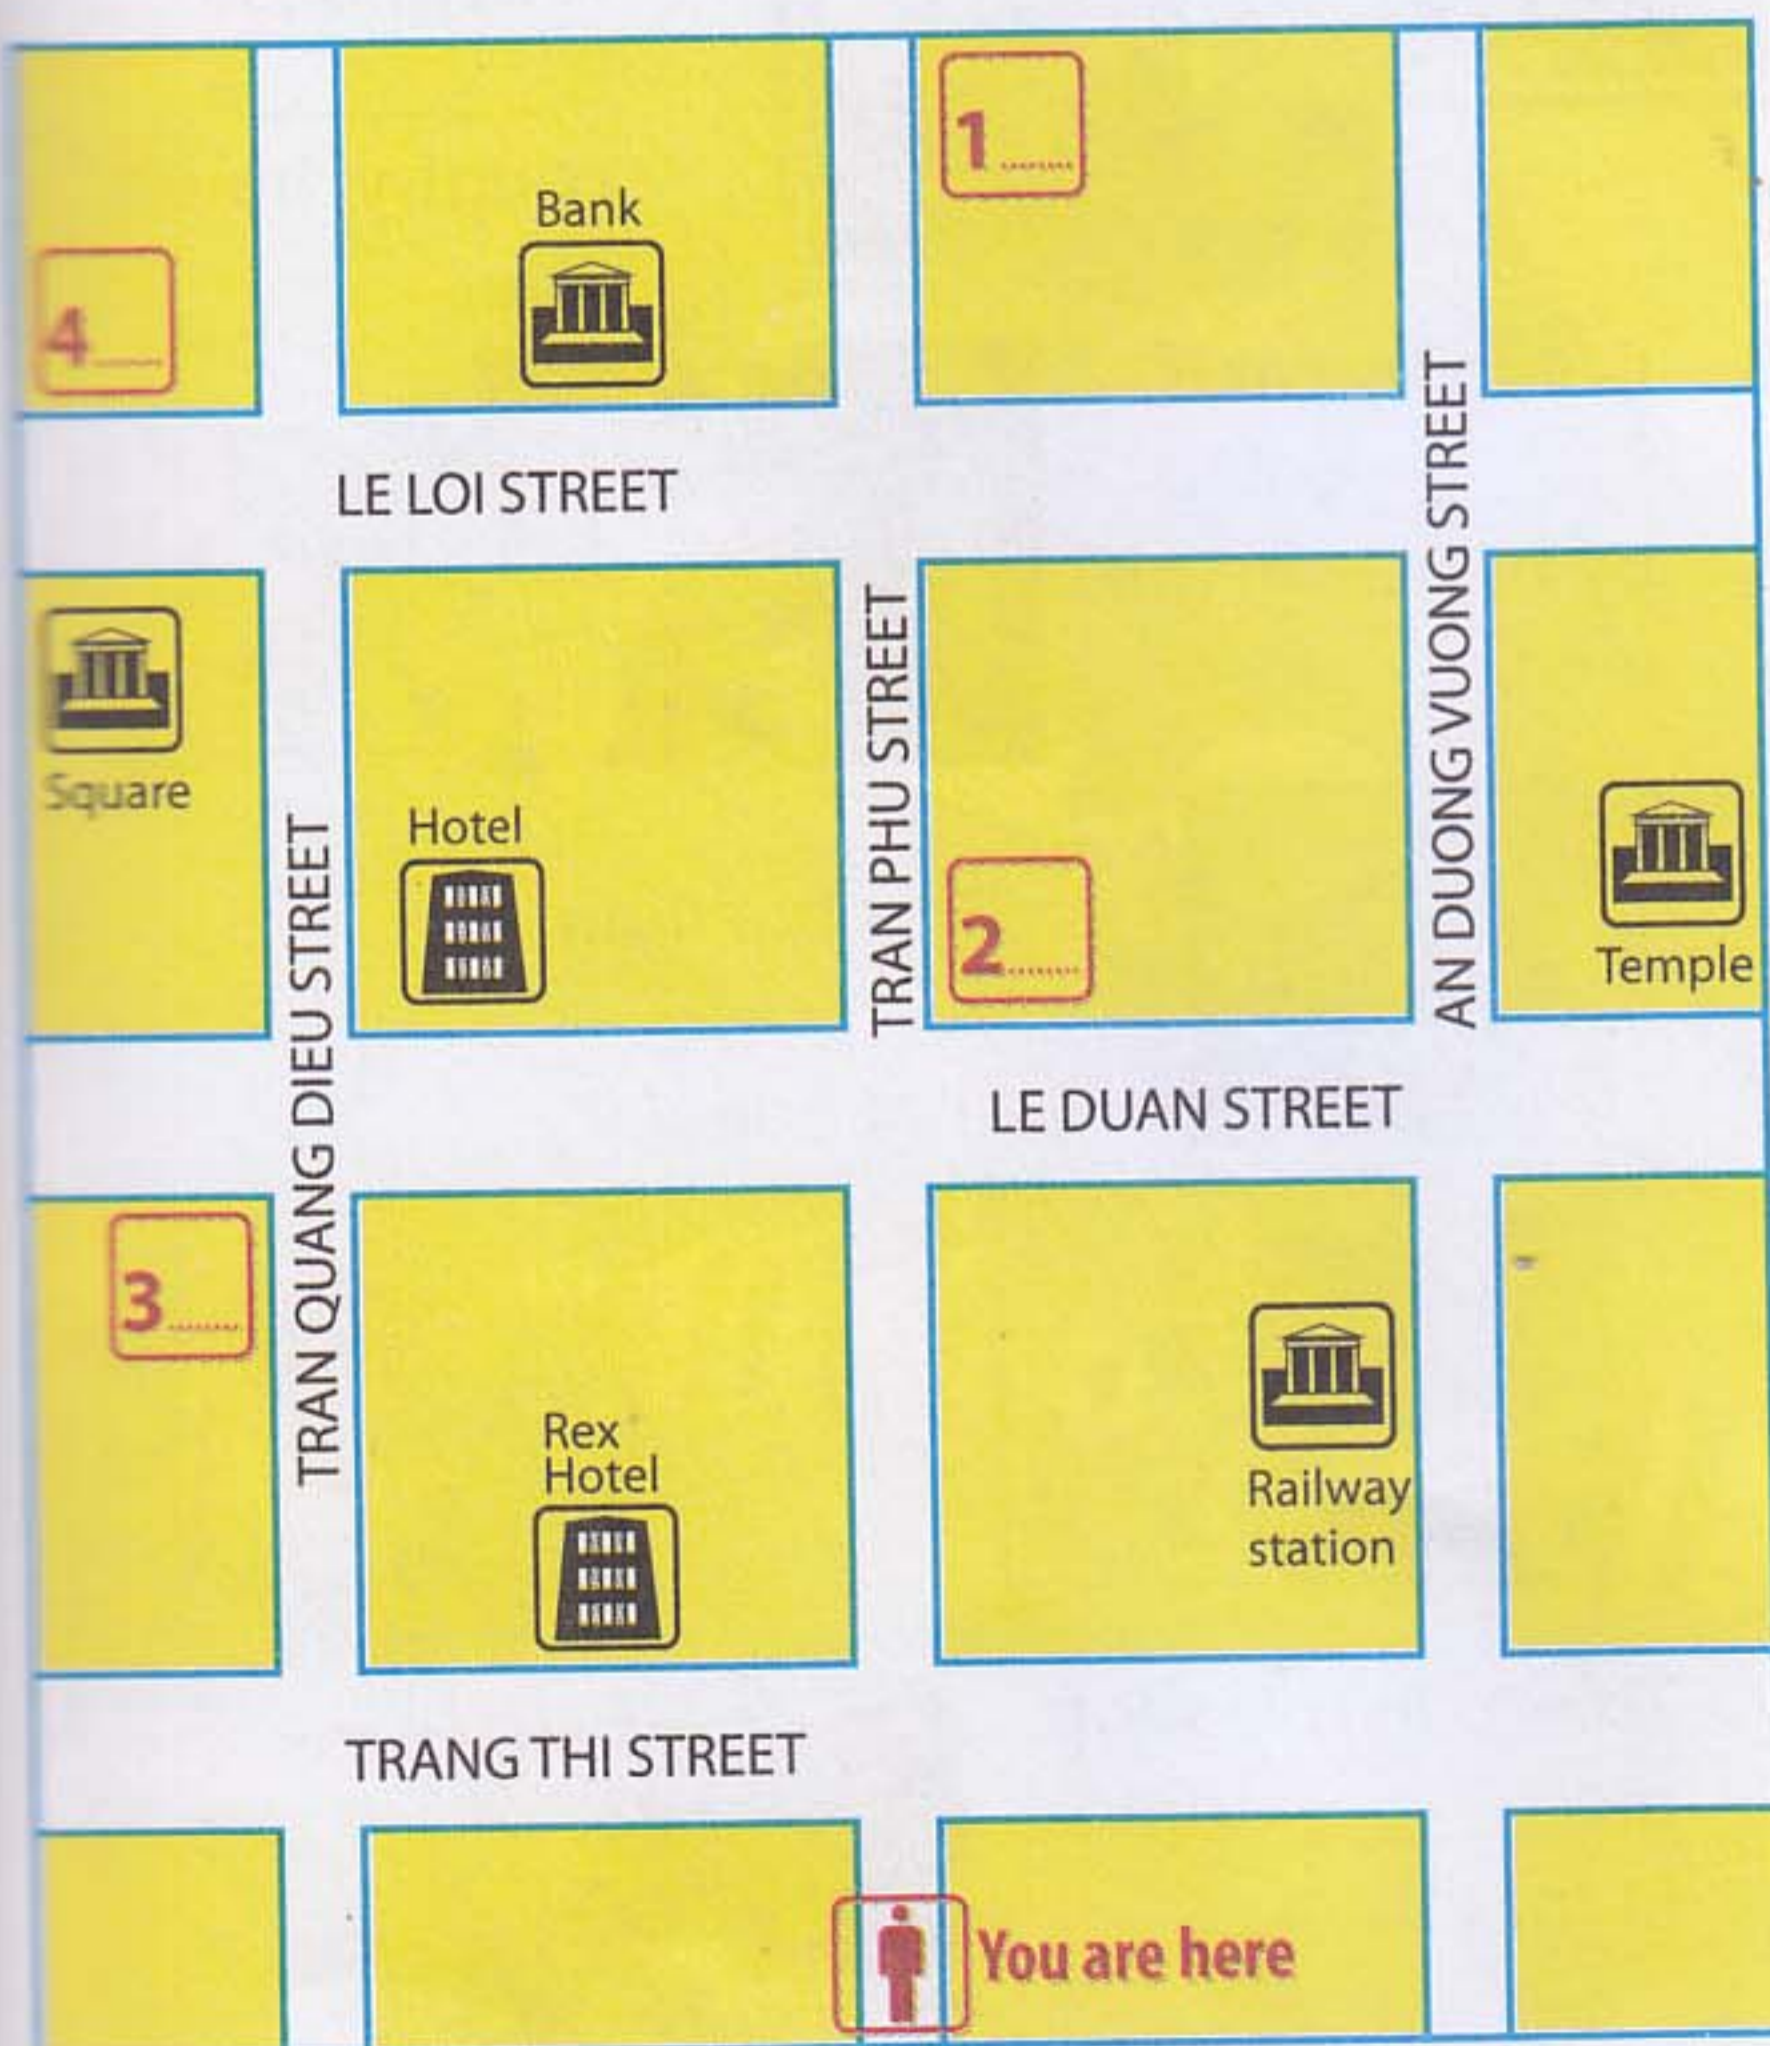 1........
Bank
4........
LE LOI STREET
AN DUONG VUONG STREET
Square
TRAN PHU STREET
Hotel
2........
Temple
TRAN QUANG DIEU STREET
LE DUAN STREET
3........
Rex
Hotel
Railway
station
TRANG THI STREET
You are here